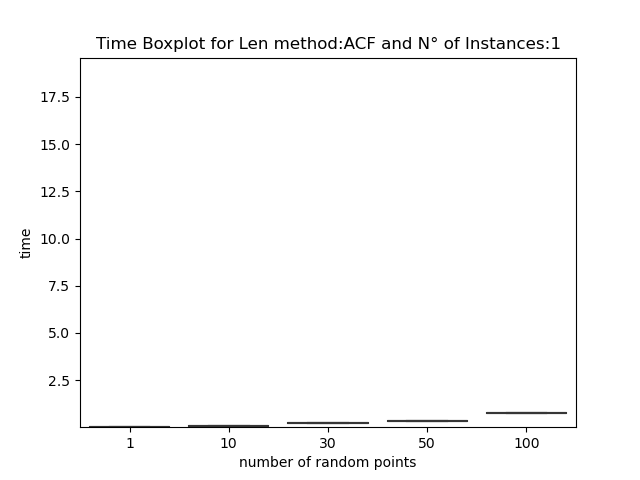 Time Boxplot for Len method:ACF and N° of Instances:1
17.5
15.0
12.5
10.0
7.5
5.0
2.5
time
1 10 30 50 100
number of random points